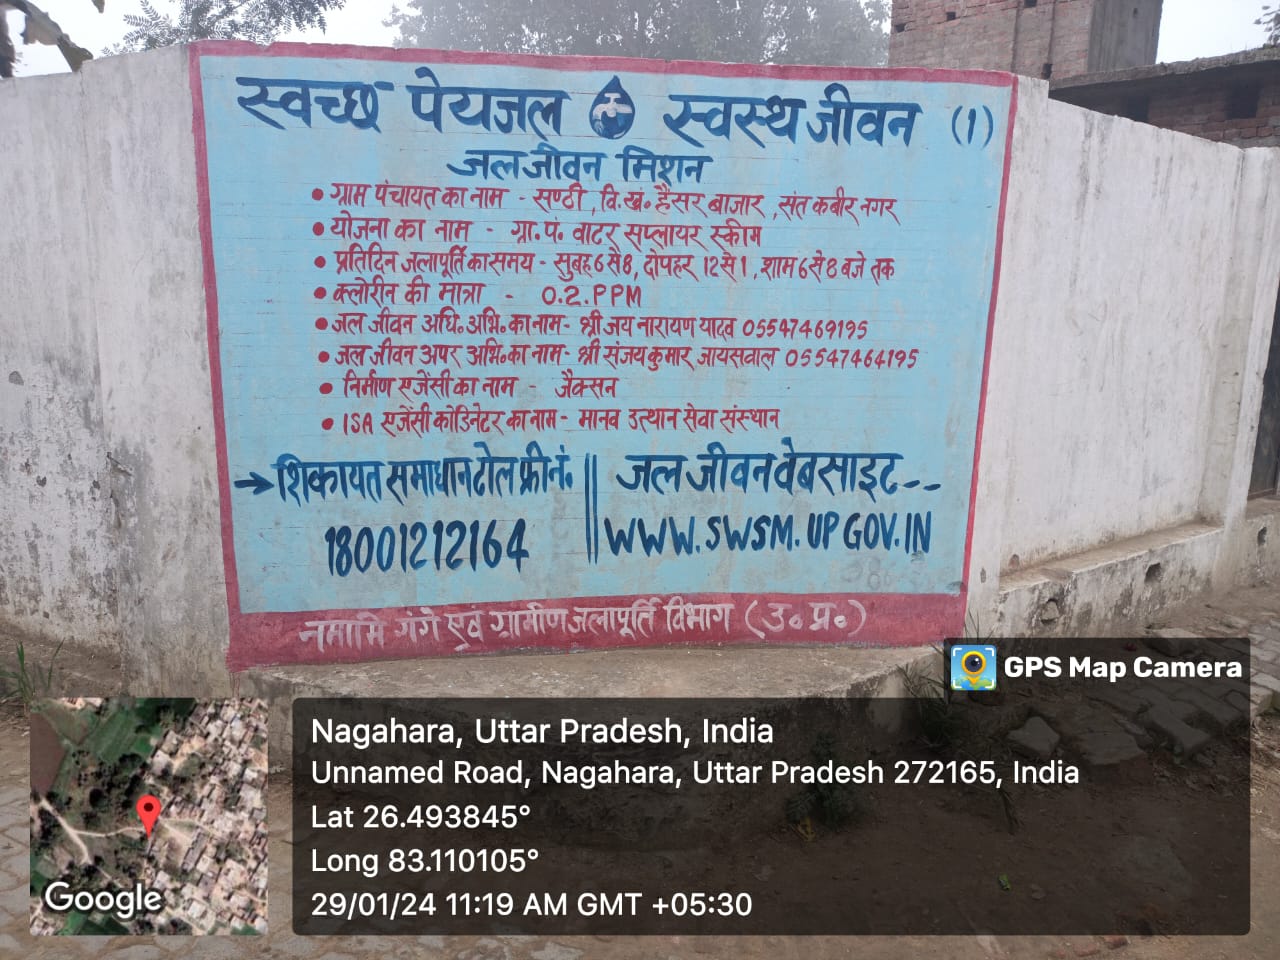 स्वच्छ पेयजल स्वस्थ जीवन (1)
जल जीवन मिशन
• ग्राम पंचायत का नाम - सण्ठी, वि.खं. हैंसर बाजार, संत कबीर नगर
• योजना का नाम - ग्रा. पं. वाटर सप्लायर स्कीम
• प्रतिदिन जलापूर्ति का समय - सुबह 6 से 8, दोपहर 12 से 1, शाम 6 से 8 बजे तक
• क्लोरीन की मात्रा - 0.2.PPM
• जल जीवन अधि॰ अभि॰ का नाम - श्री जय नारायण यादव 05547469195
• जल जीवन अपर अभि॰ का नाम - श्री संजय कुमार जायसवाल 05547464195
• निर्माण एजेंसी का नाम - जैक्सन
• ISA एजेंसी कोडिनेटर का नाम - मानव उत्थान सेवा संस्थान
→ शिकायत समाधान टोल फ्री नं. || जल जीवन वेबसाइट--
18001212164 || WWW.SWSM.UP GOV.IN
नमामि गंगे एवं ग्रामीण जलापूर्ति विभाग (उ॰ प्र॰)
GPS Map Camera
Nagahara, Uttar Pradesh, India
Unnamed Road, Nagahara, Uttar Pradesh 272165, India
Lat 26.493845°
Long 83.110105°
29/01/24 11:19 AM GMT +05:30
Google